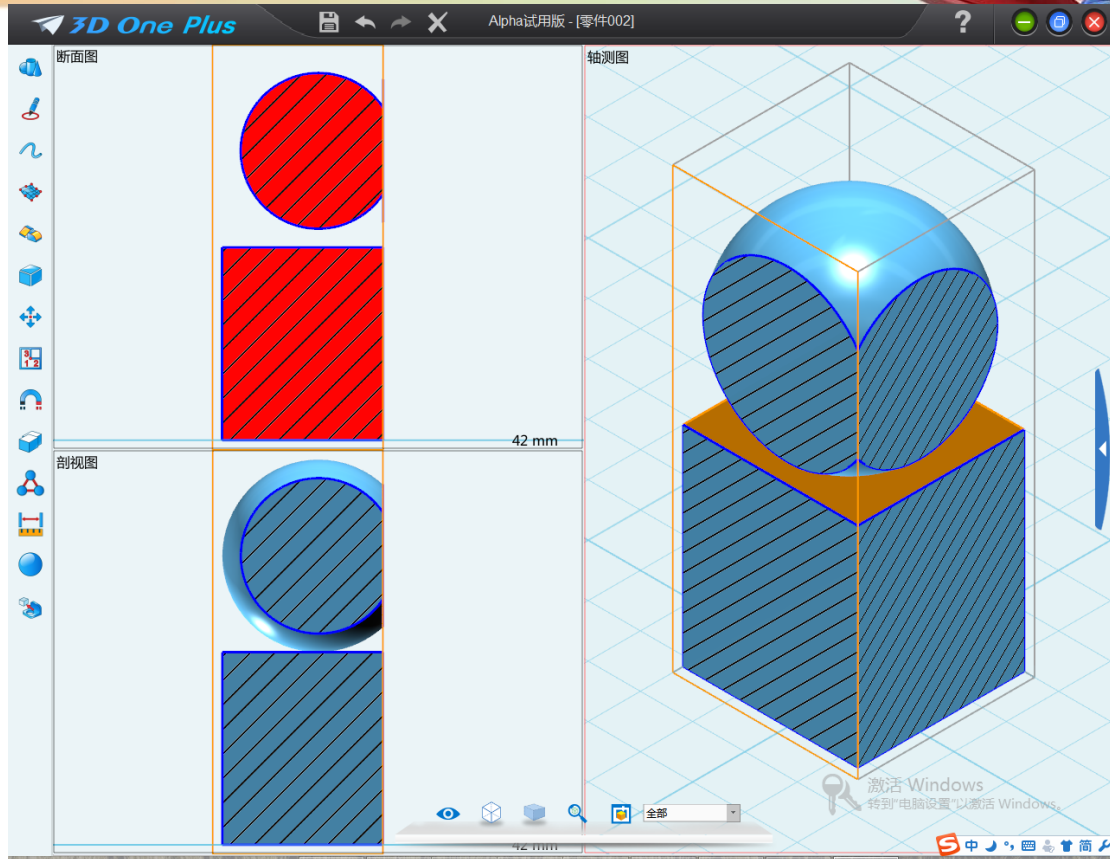 3D One Plus
Alpha试用版 - [零件002]
?
断面图
轴测图
42 mm
剖视图
全部
42 mm
激活 Windows
转到"电脑设置"以激活 Windows。
中 简